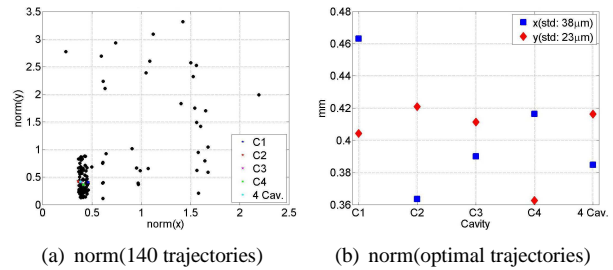 norm(y)
3.5
3
2.5
2
1.5
1
0.5
0
0 0.5 1 1.5 2 2.5
norm(x)
C1
C2
C3
C4
4 Cav.
(a) norm(140 trajectories)
mm
0.48
0.46
0.44
0.42
0.4
0.38
0.36
C1 C2 C3 C4 4 Cav.
Cavity
x(std: 38μm)
y(std: 23μm)
(b) norm(optimal trajectories)